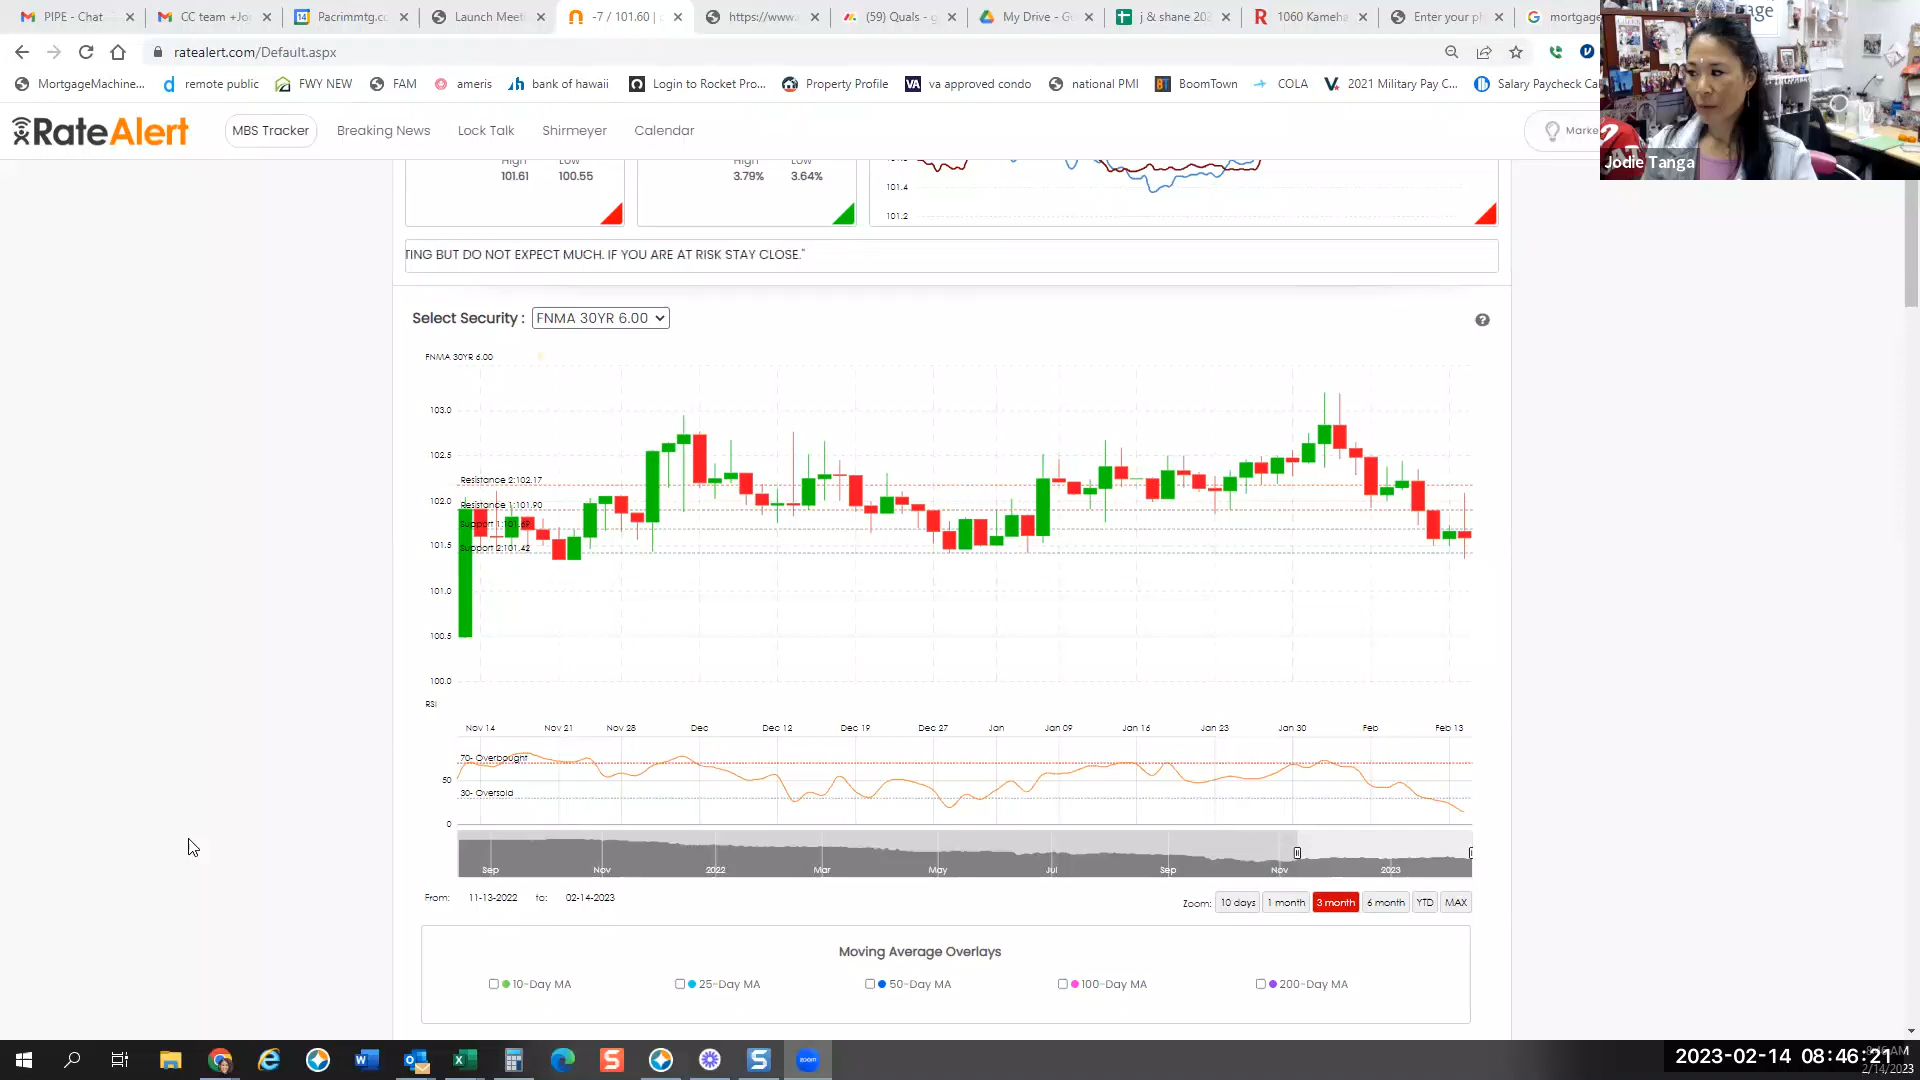 PIPE - Chat
CC team +Jo
Pacrimmtg.c
Launch Meeti
-7 / 101.60 |
https://www.
(59) Quals - g
My Drive - G
j & shane 202
1060 Kameha
Enter your p
mortgage
ratealert.com/Default.aspx
MortgageMachine...
remote public
FWY NEW
FAM
ameris
bank of hawaii
Login to Rocket Pro...
Property Profile
va approved condo
national PMI
BoomTown
COLA
2021 Military Pay C...
Salary Paycheck Ca
RateAlert
MBS Tracker
Breaking News
Lock Talk
Shirmeyer
Calendar
Marke
Jodie Tanga
High Low
101.61 100.55
High Low
3.79% 3.64%
101.4
101.2
TING BUT DO NOT EXPECT MUCH. IF YOU ARE AT RISK STAY CLOSE."
Select Security : FNMA 30YR 6.00
FNMA 30YR 6.00
103.0
102.5
Resistance 2:102.17
102.0
Resistance 1:101.90
Support 1:101.69
101.5
Support 2:101.42
101.0
100.5
100.0
RSI
Nov 14 Nov 21 Nov 28 Dec Dec 12 Dec 19 Dec 27 Jan Jan 09 Jan 16 Jan 23 Jan 30 Feb Feb 13
70- Overbought
50
30- Oversold
0
Sep Nov 2022 Mar May Jul Sep Nov 2023
From: 11-13-2022 to: 02-14-2023
Zoom: 10 days 1 month 3 month 6 month YTD MAX
Moving Average Overlays
10-Day MA 25-Day MA 50-Day MA 100-Day MA 200-Day MA
2023-02-14 08:46:21
2/14/2023